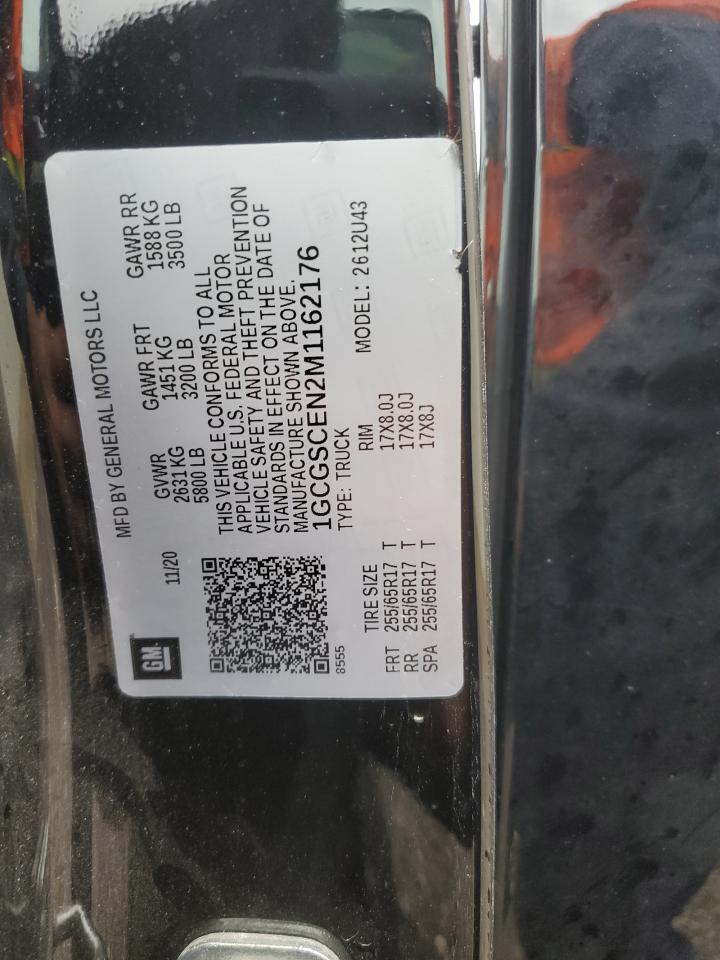 MFD BY GENERAL MOTORS LLC
GM
11/20
GVWR GAWR FRT GAWR RR
2631 KG 1451 KG 1588 KG
5800 LB 3200 LB 3500 LB
THIS VEHICLE CONFORMS TO ALL
APPLICABLE U.S. FEDERAL MOTOR
VEHICLE SAFETY AND THEFT PREVENTION
STANDARDS IN EFFECT ON THE DATE OF
MANUFACTURE SHOWN ABOVE.
1GCGSCEN2M1162176
TYPE: TRUCK MODEL: 2612U43
8555
TIRE SIZE RIM
FRT 255/65R17 T 17X8.0J
RR 255/65R17 T 17X8.0J
SPA 255/65R17 T 17X8J